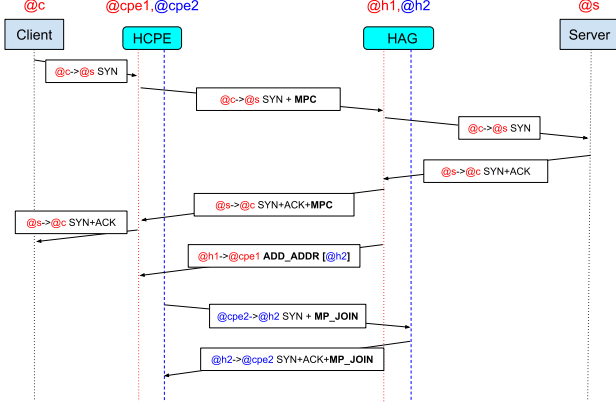 @c
@cpe1,@cpe2
@h1,@h2
@s
Client
HCPE
HAG
Server
@c->@s SYN
@c->@s SYN + MPC
@c->@s SYN
@s->@c SYN+ACK
@s->@c SYN+ACK+MPC
@s->@c SYN+ACK
@h1->@cpe1 ADD_ADDR [@h2]
@cpe2->@h2 SYN + MP_JOIN
@h2->@cpe2 SYN+ACK+MP_JOIN